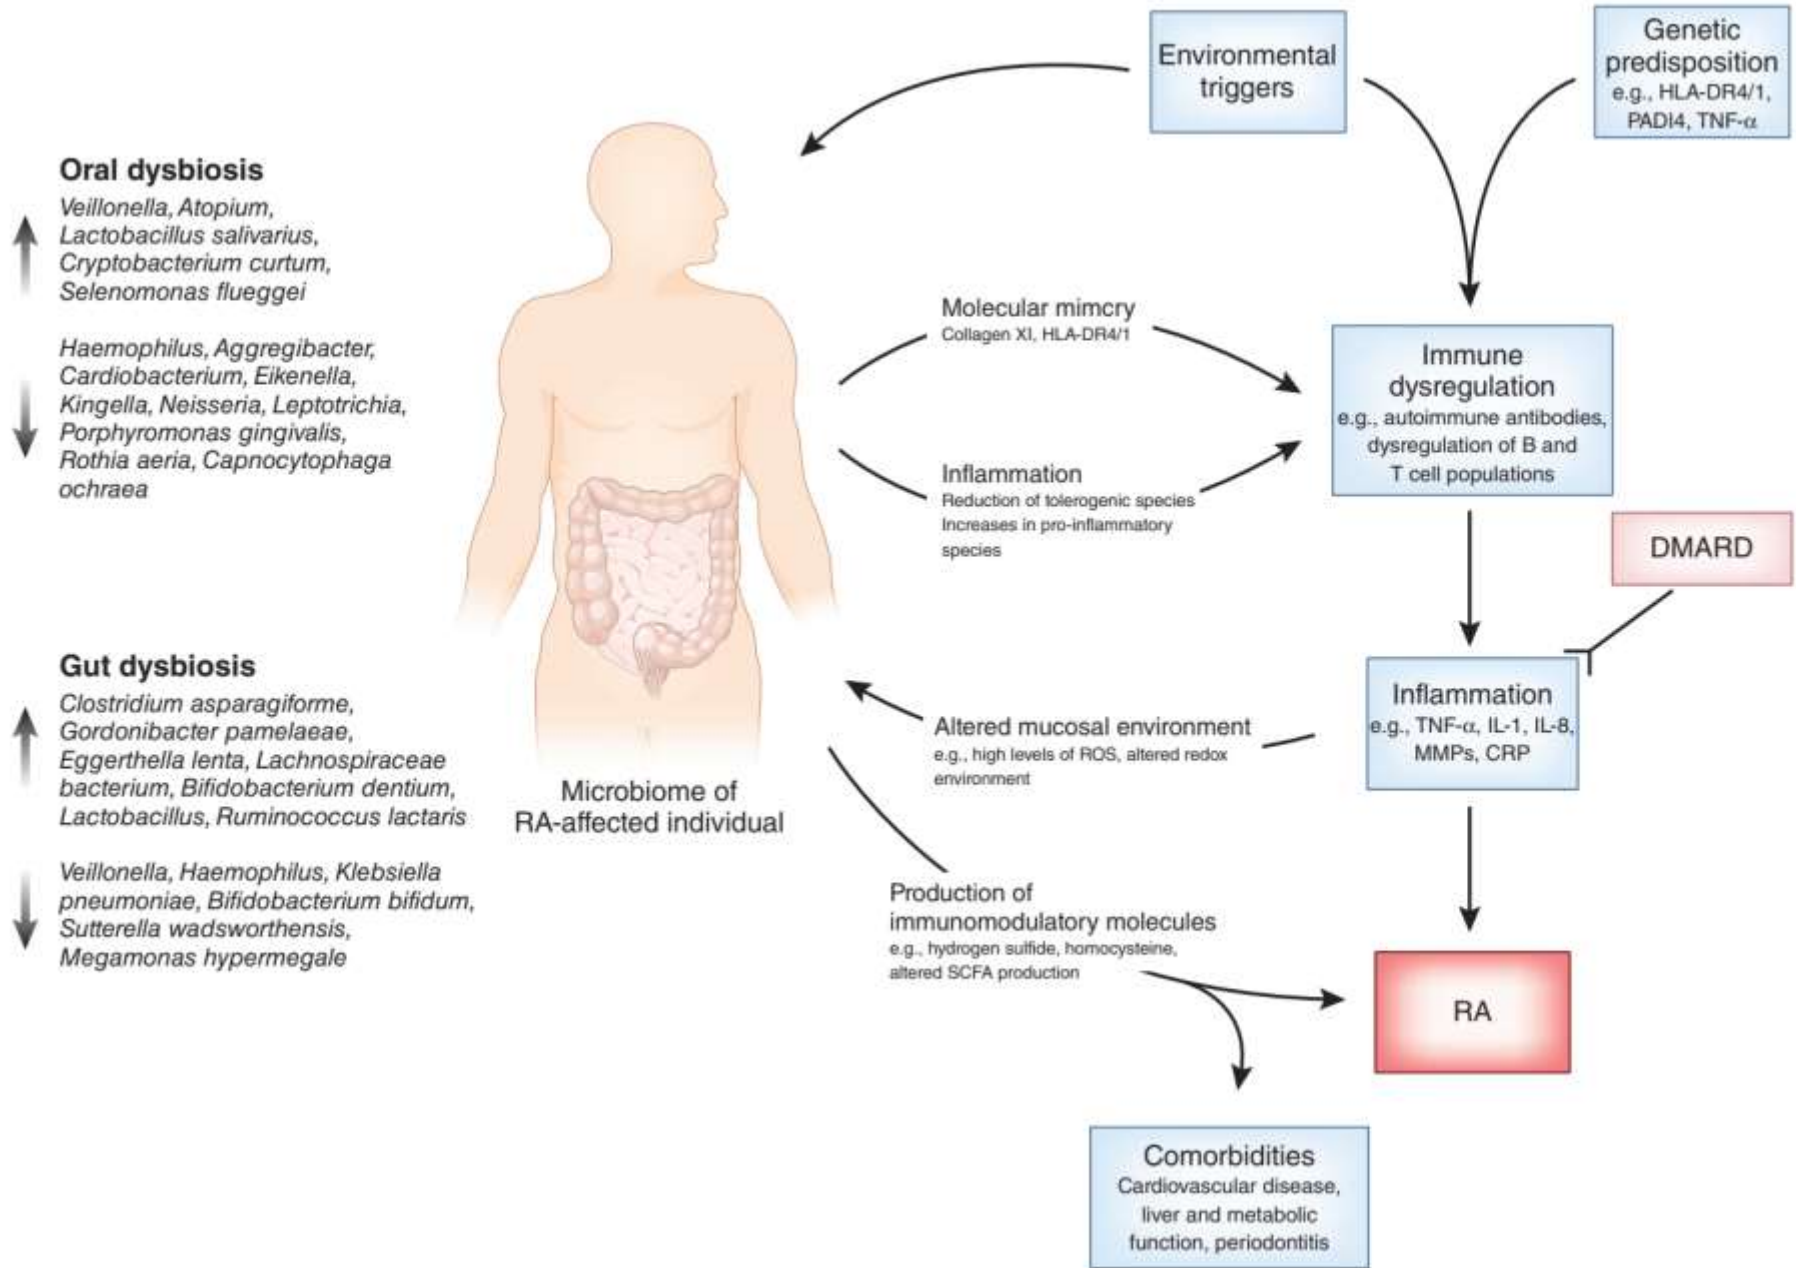 Environmental
triggers
Genetic
predisposition
e.g., HLA-DR4/1,
PADI4, TNF-α
Oral dysbiosis
Veillonella, Atopium,
Lactobacillus salivarius,
Cryptobacterium curtum,
Selenomonas flueggei
Haemophilus, Aggregibacter,
Cardiobacterium, Eikenella,
Kingella, Neisseria, Leptotrichia,
Porphyromonas gingivalis,
Rothia aeria, Capnocytophaga
ochraea
Molecular mimcry
Collagen XI, HLA-DR4/1
Immune
dysregulation
e.g., autoimmune antibodies,
dysregulation of B and
T cell populations
Inflammation
Reduction of tolerogenic species
Increases in pro-inflammatory
species
DMARD
Gut dysbiosis
Clostridium asparagiforme,
Gordonibacter pamelaeae,
Eggerthella lenta, Lachnospiraceae
bacterium, Bifidobacterium dentium,
Lactobacillus, Ruminococcus lactaris
Veillonella, Haemophilus, Klebsiella
pneumoniae, Bifidobacterium bifidum,
Sutterella wadsworthensis,
Megamonas hypermegale
Microbiome of
RA-affected individual
Altered mucosal environment
e.g., high levels of ROS, altered redox
environment
Inflammation
e.g., TNF-α, IL-1, IL-8,
MMPs, CRP
Production of
immunomodulatory molecules
e.g., hydrogen sulfide, homocysteine,
altered SCFA production
RA
Comorbidities
Cardiovascular disease,
liver and metabolic
function, periodontitis